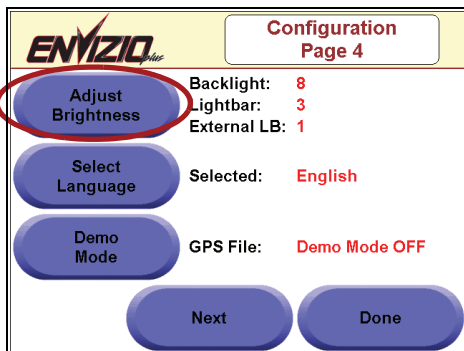 ENVIZIO plus
Configuration
Page 4
Adjust
Brightness
Backlight: 8
Lightbar: 3
External LB: 1
Select
Language
Selected: English
Demo
Mode
GPS File: Demo Mode OFF
Next
Done